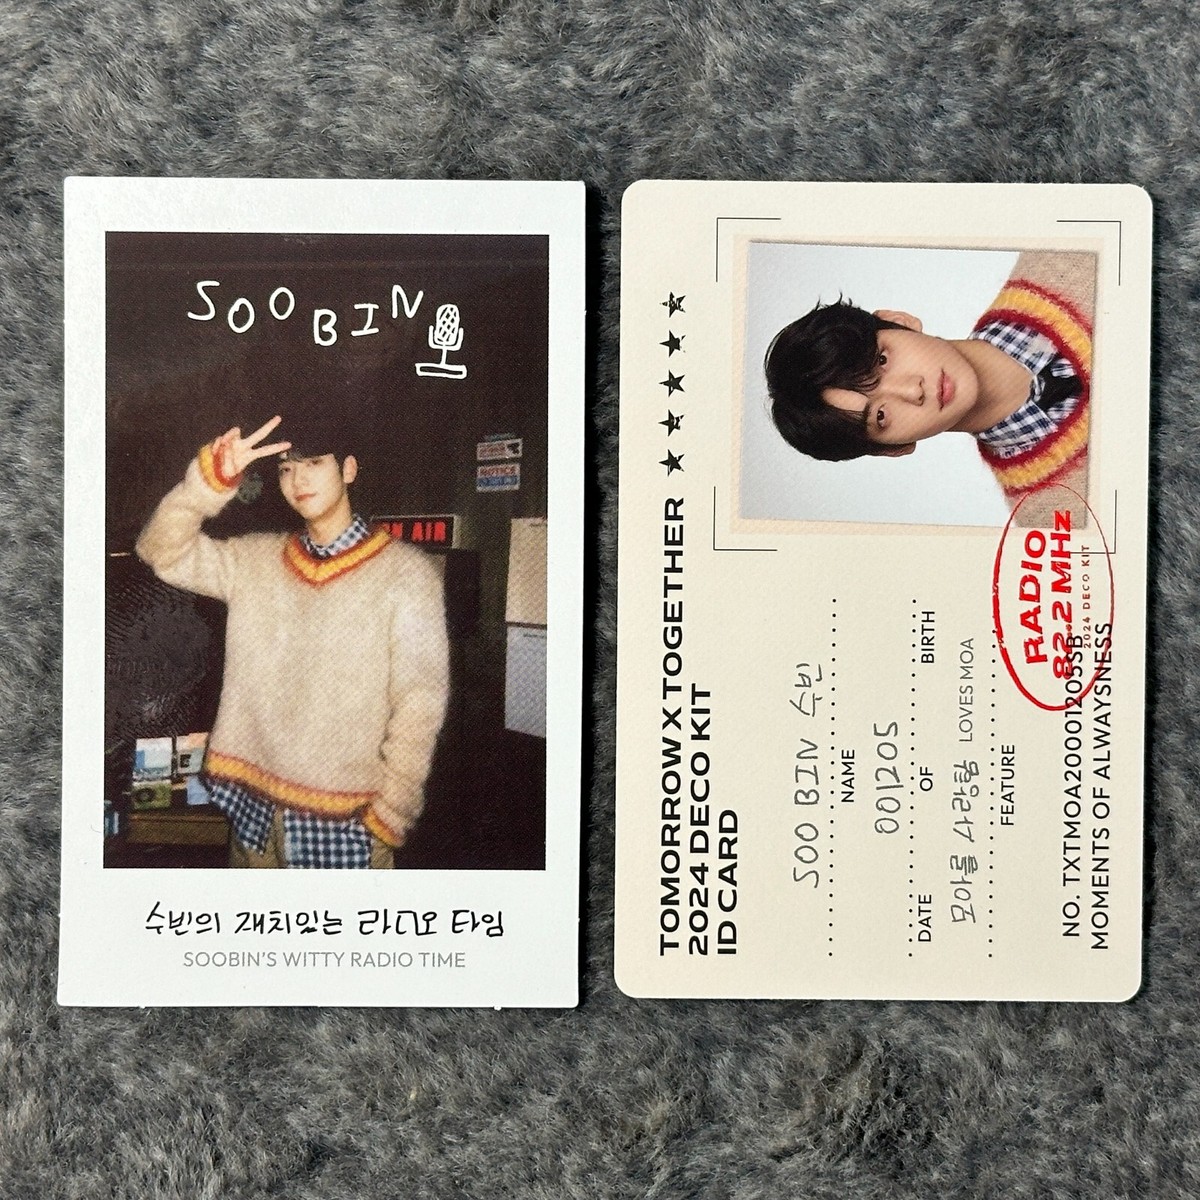 SOOBIN
NOTICE
ON AIR
수빈의 재치있는 라디오 타임
SOOBIN'S WITTY RADIO TIME
TOMORROW X TOGETHER ★★★★★
2024 DECO KIT
ID CARD
SOO BIN 수빈
NAME
001205
DATE OF BIRTH
모아를 사랑함 LOVES MOA
FEATURE
NO. TXTMOA20001205SB
MOMENTS OF ALWAYSNESS
RADIO
82.2 MHz
2024 DECO KIT